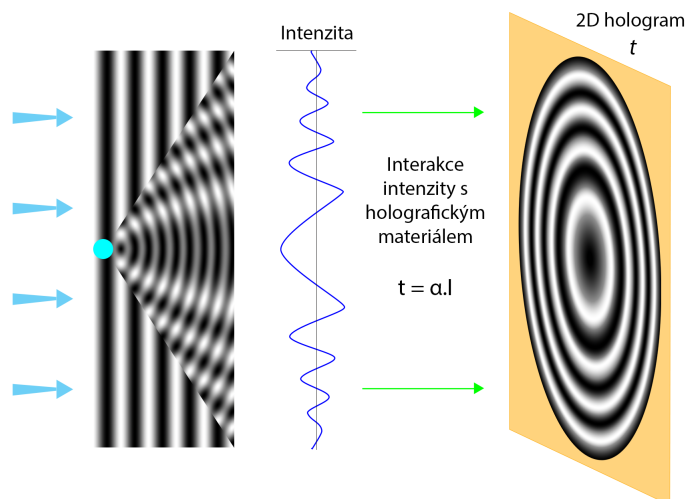 Intenzita
2D hologram
t
Interakce
intenzity s
holografickým
materiálem
t = α.I